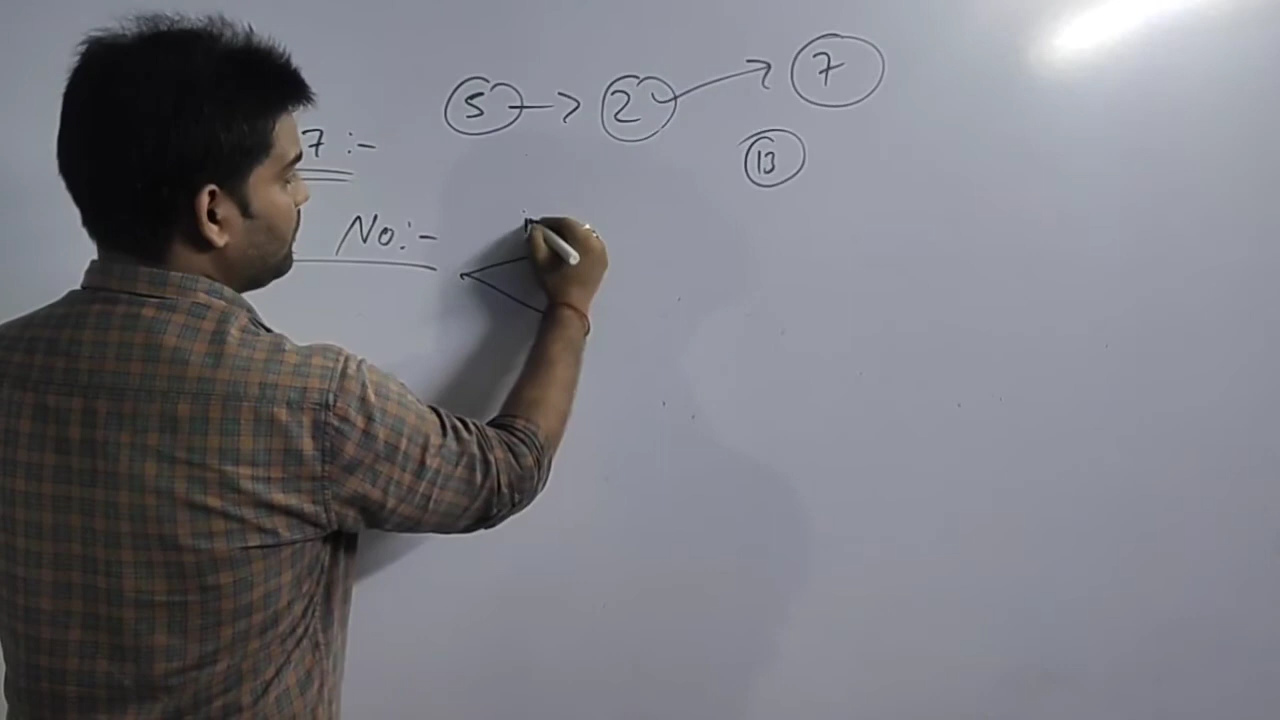 5 → 2 → 7
7 :-
13
No :-